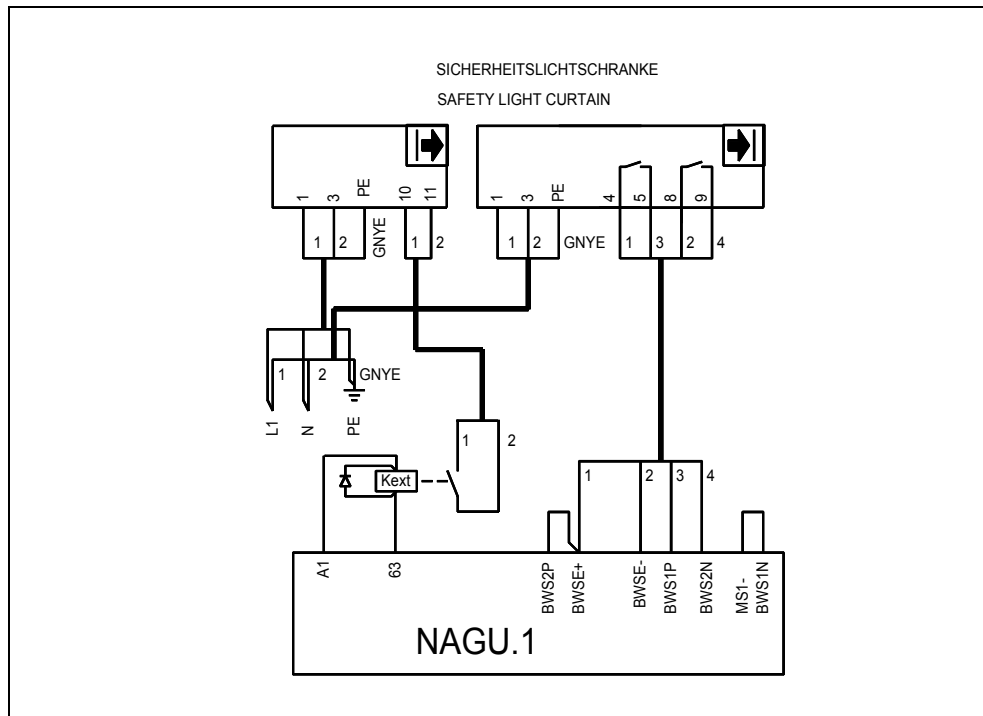 SICHERHEITSLICHTSCHRANKE
SAFETY LIGHT CURTAIN
1 3 PE 10 11
1 3 PE 4 5 8 9
1 2 GNYE 1 2
1 2 GNYE 1 3 2 4
1 2 GNYE
L1 N PE
1 2
Kext
1 2 3 4
A1 63 BWS2P BWSE+ BWSE- BWS1P BWS2N MS1- BWS1N
NAGU.1